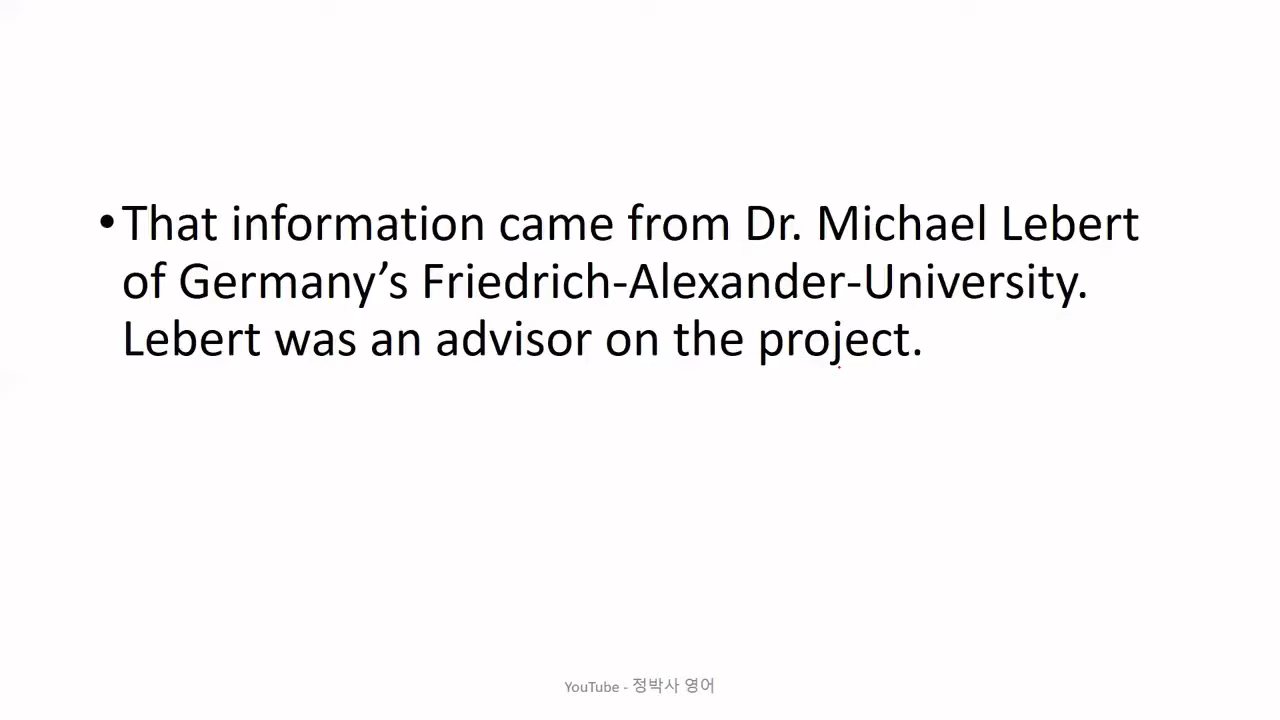 •That information came from Dr. Michael Lebert
of Germany’s Friedrich-Alexander-University.
Lebert was an advisor on the project.
YouTube - 정박사 영어